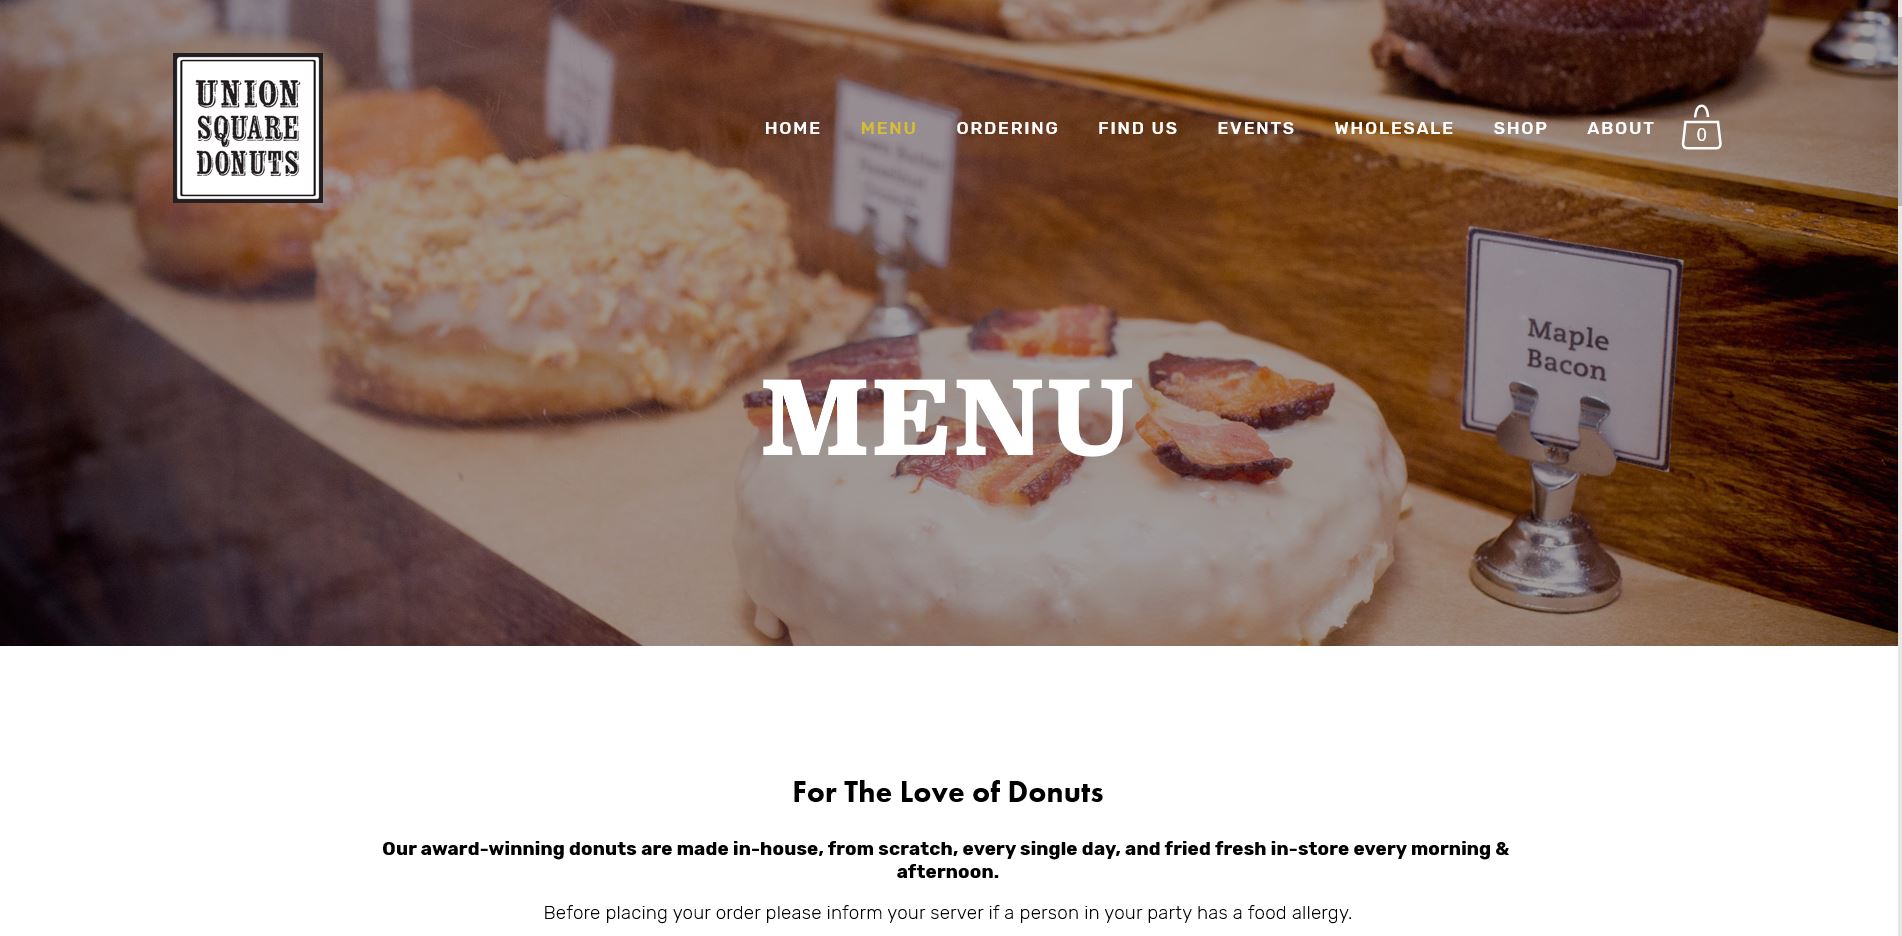 UNION
SQUARE
DONUTS
HOME MENU ORDERING FIND US EVENTS WHOLESALE SHOP ABOUT 0
Maple
Bacon
MENU
For The Love of Donuts
Our award-winning donuts are made in-house, from scratch, every single day, and fried fresh in-store every morning &
afternoon.
Before placing your order please inform your server if a person in your party has a food allergy.